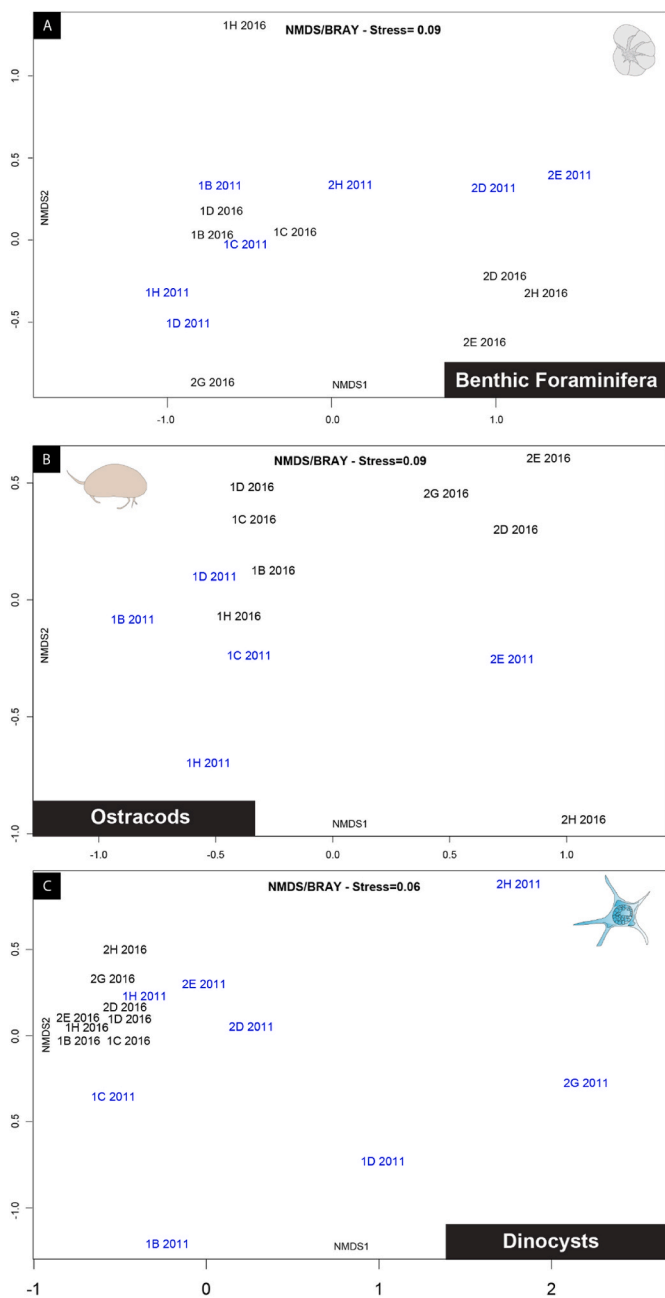 A
1H 2016
NMDS/BRAY - Stress= 0.09
1.0
0.5
1B 2011
2H 2011
2D 2011
2E 2011
NMDS2
1D 2016
1B 2016
1C 2016
0.0
1C 2011
2D 2016
1H 2011
2H 2016
-0.5
1D 2011
2E 2016
2G 2016
NMDS1
Benthic Foraminifera
-1.0
0.0
1.0
B
NMDS/BRAY - Stress=0.09
2E 2016
0.5
1D 2016
2G 2016
1C 2016
2D 2016
1D 2011
1B 2016
0.0
1B 2011
1H 2016
NMDS2
1C 2011
2E 2011
-0.5
1H 2011
Ostracods
NMDS1
2H 2016
-1.0
-1.0
-0.5
0.0
0.5
1.0
C
NMDS/BRAY - Stress=0.06
2H 2011
0.5
2H 2016
2G 2016
2E 2011
1H 2011
2D 2016
2E 2016
1D 2016
1H 2016
2D 2011
0.0
NMDS2
1B 2016
1C 2016
2G 2011
1C 2011
-0.5
1D 2011
-1.0
1B 2011
NMDS1
Dinocysts
-1
0
1
2